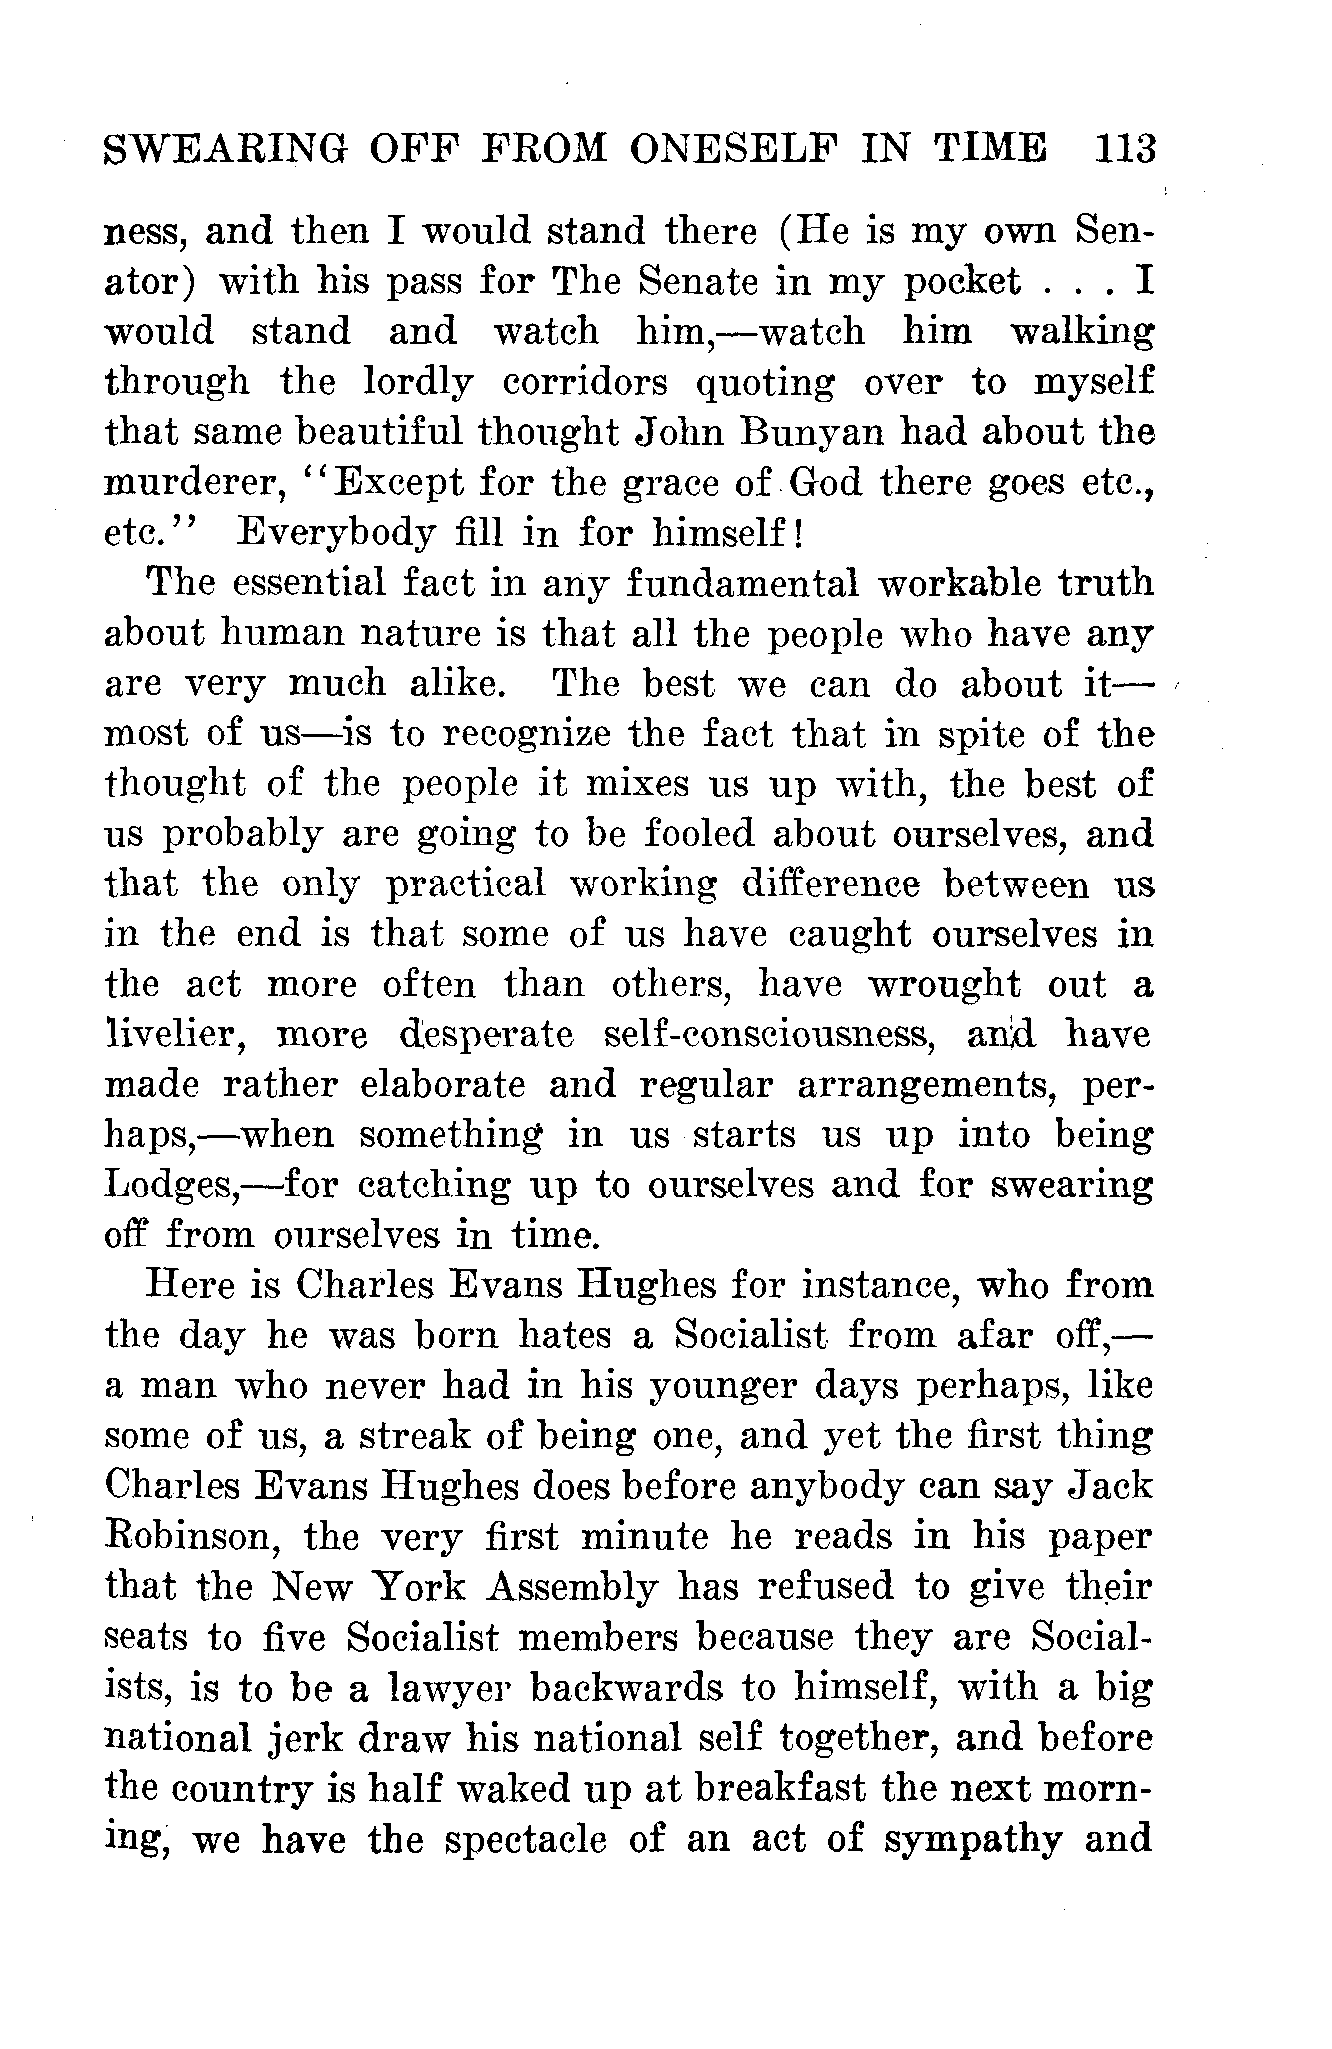 SWEARING OFF FROM ONESELF IN TIME 113
ness, and then I would stand there (He is my own Sen-
ator) with his pass for The Senate in my pocket . . . I
would stand and watch him,—watch him walking
through the lordly corridors quoting over to myself
that same beautiful thought John Bunyan had about the
murderer, "Except for the grace of God there goes etc.,
etc." Everybody fill in for himself!
The essential fact in any fundamental workable truth
about human nature is that all the people who have any
are very much alike. The best we can do about it—
most of us—is to recognize the fact that in spite of the
thought of the people it mixes us up with, the best of
us probably are going to be fooled about ourselves, and
that the only practical working difference between us
in the end is that some of us have caught ourselves in
the act more often than others, have wrought out a
livelier, more desperate self-consciousness, and have
made rather elaborate and regular arrangements, per-
haps,—when something in us starts us up into being
Lodges,—for catching up to ourselves and for swearing
off from ourselves in time.
Here is Charles Evans Hughes for instance, who from
the day he was born hates a Socialist from afar off,—
a man who never had in his younger days perhaps, like
some of us, a streak of being one, and yet the first thing
Charles Evans Hughes does before anybody can say Jack
Robinson, the very first minute he reads in his paper
that the New York Assembly has refused to give their
seats to five Socialist members because they are Social-
ists, is to be a lawyer backwards to himself, with a big
national jerk draw his national self together, and before
the country is half waked up at breakfast the next morn-
ing, we have the spectacle of an act of sympathy and